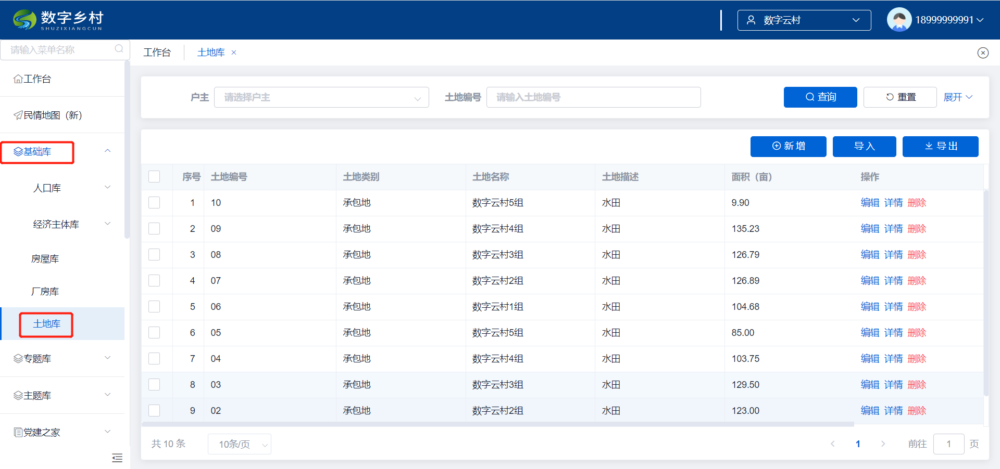 数字乡村
SHUZIXIANGCUN
数字云村
18999999991
请输入菜单名称
工作台
土地库
工作台
民情地图（新）
基础库
人口库
经济主体库
房屋库
厂房库
土地库
专题库
主题库
党建之家
户主 请选择户主 土地编号 请输入土地编号 查询 重置 展开
新增 导入 导出
序号 土地编号 土地类别 土地名称 土地描述 面积（亩） 操作
1 10 承包地 数字云村5组 水田 9.90 编辑 详情 删除
2 09 承包地 数字云村4组 水田 135.23 编辑 详情 删除
3 08 承包地 数字云村3组 水田 126.79 编辑 详情 删除
4 07 承包地 数字云村2组 水田 126.89 编辑 详情 删除
5 06 承包地 数字云村1组 水田 104.68 编辑 详情 删除
6 05 承包地 数字云村5组 水田 85.00 编辑 详情 删除
7 04 承包地 数字云村4组 水田 103.75 编辑 详情 删除
8 03 承包地 数字云村3组 水田 129.50 编辑 详情 删除
9 02 承包地 数字云村2组 水田 123.00 编辑 详情 删除
共 10 条 10条/页 1 前往 1 页